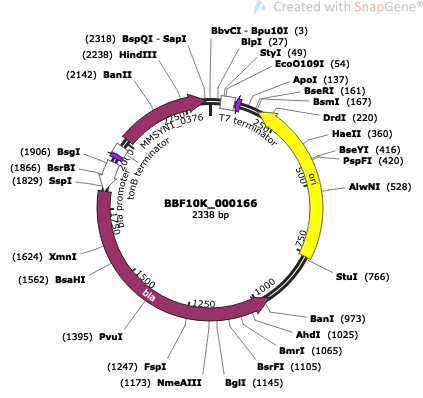 Created with SnapGene®
(2318) BspQI - SapI
(2238) HindIII
(2142) BanII
BbvCI - Bpu10I (3)
BlpI (27)
StyI (49)
EcoO109I (54)
ApoI (137)
BseRI (161)
BsmI (167)
DrdI (220)
HaeII (360)
BseYI (416)
PspFI (420)
AlwNI (528)
StuI (766)
BanI (973)
AhdI (1025)
BmrI (1065)
BsrFI (1105)
BglI (1145)
(1173) NmeAIII
(1247) FspI
(1395) PvuI
(1562) BsaHI
(1624) XmnI
(1829) SspI
(1866) BsrBI
(1906) BsgI
MMSYN1_0376
T7 terminator
tonB terminator
bla promoter
ori
bla
250
500
750
1000
1250
1500
1750
2250
BBF10K_000166
2338 bp